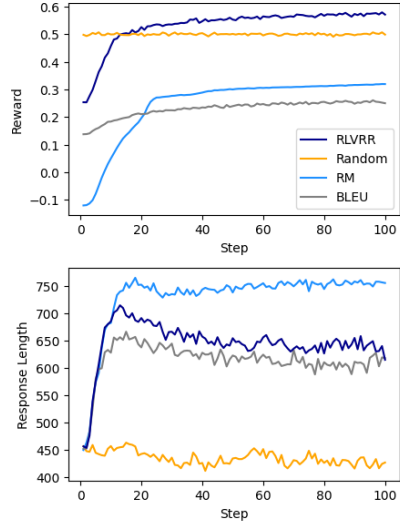 0.6
0.5
0.4
0.3
0.2
0.1
0.0
−0.1
Reward
RLVRR
Random
RM
BLEU
0 20 40 60 80 100
Step
750
700
650
600
550
500
450
400
Response Length
0 20 40 60 80 100
Step